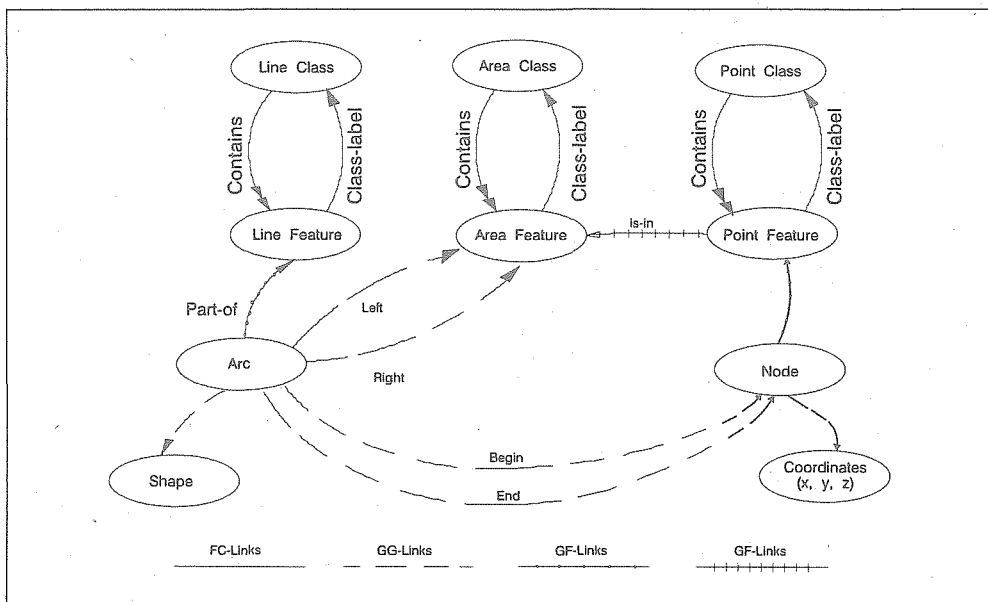 Line Class
Area Class
Point Class
Contains
Class-label
Contains
Class-label
Contains
Class-label
Line Feature
Area Feature
is-in
Point Feature
Part-of
Left
Arc
Right
Node
Shape
Begin
End
Coordinates
(x, y, z)
FC-Links
GG-Links
GF-Links
GF-Links